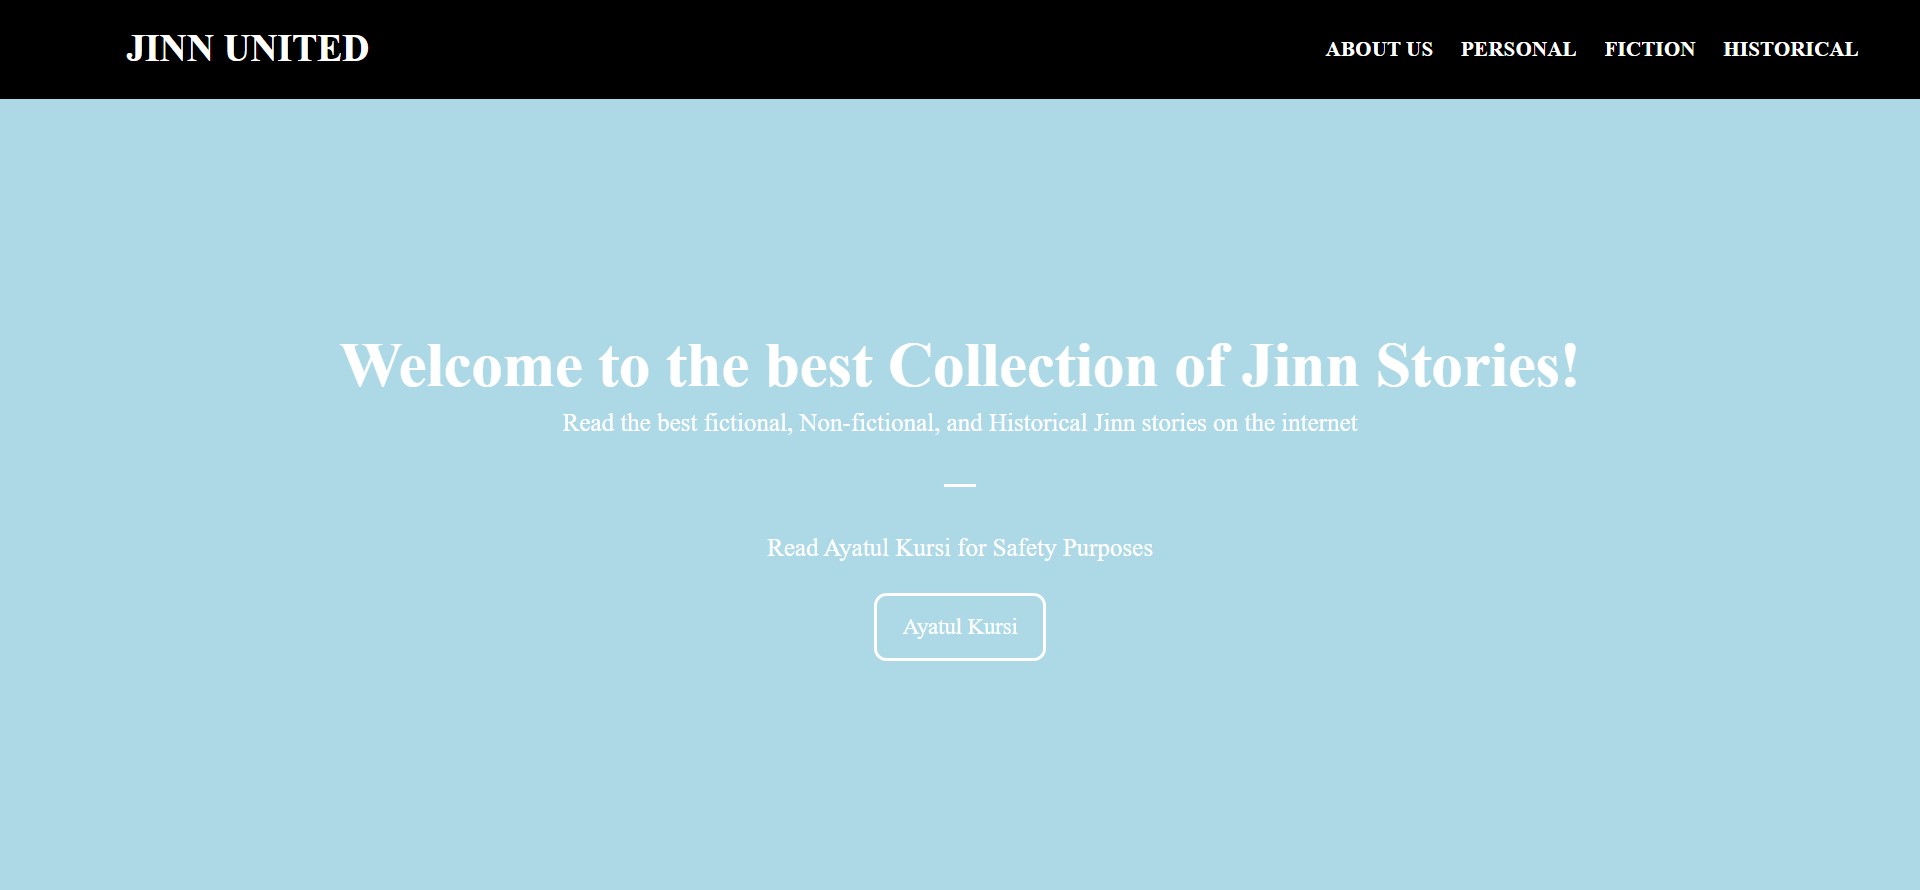 JINN UNITED
ABOUT US PERSONAL FICTION HISTORICAL
Welcome to the best Collection of Jinn Stories!
Read the best fictional, Non-fictional, and Historical Jinn stories on the internet
Read Ayatul Kursi for Safety Purposes
Ayatul Kursi